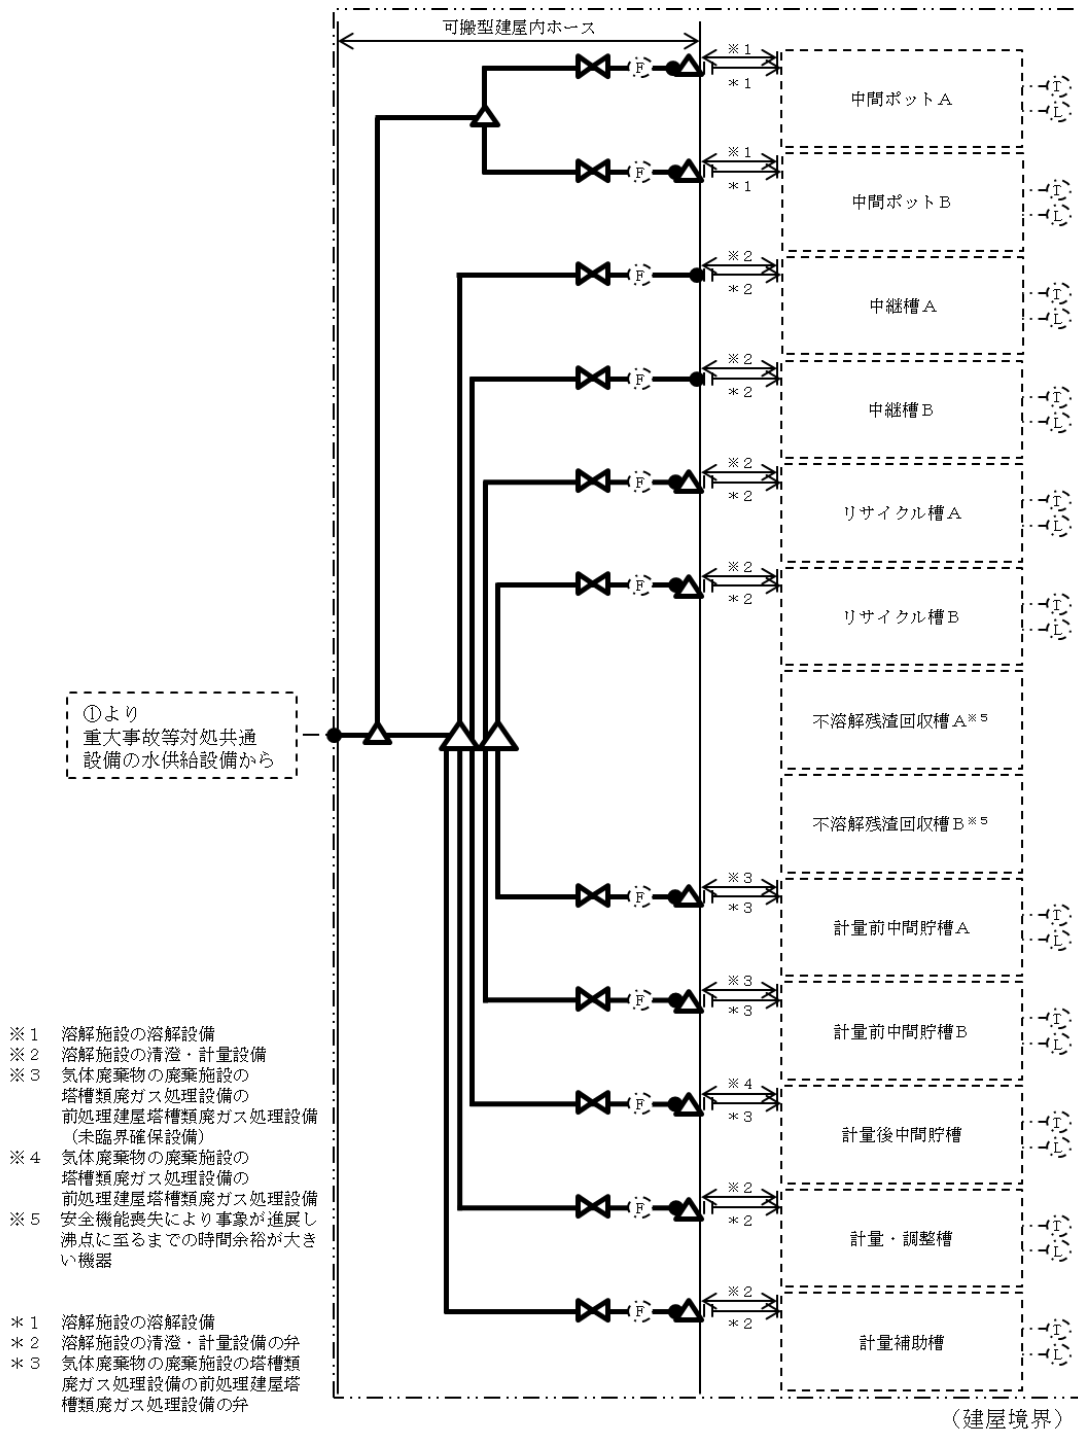 可搬型建屋内ホース
F
※1
＊1
中間ポットA
T
L
F
※1
＊1
中間ポットB
T
L
F
※2
＊2
中継槽A
T
L
F
※2
＊2
中継槽B
T
L
F
※2
＊2
リサイクル槽A
T
L
F
※2
＊2
リサイクル槽B
T
L
①より
重大事故等対処共通
設備の水供給設備から
不溶解残渣回収槽A※5
不溶解残渣回収槽B※5
F
※3
＊3
計量前中間貯槽A
T
L
F
※3
＊3
計量前中間貯槽B
T
L
F
※4
＊3
計量後中間貯槽
T
L
F
※2
＊2
計量・調整槽
T
L
F
※2
＊2
計量補助槽
T
L
※1 溶解施設の溶解設備
※2 溶解施設の清澄・計量設備
※3 気体廃棄物の廃棄施設の
塔槽類廃ガス処理設備の
前処理建屋塔槽類廃ガス処理設備
（未臨界確保設備）
※4 気体廃棄物の廃棄施設の
塔槽類廃ガス処理設備の
前処理建屋塔槽類廃ガス処理設備
※5 安全機能喪失により事象が進展し
沸点に至るまでの時間余裕が大き
い機器
＊1 溶解施設の溶解設備
＊2 溶解施設の清澄・計量設備の弁
＊3 気体廃棄物の廃棄施設の塔槽類
廃ガス処理設備の前処理建屋塔
槽類廃ガス処理設備の弁
（建屋境界）